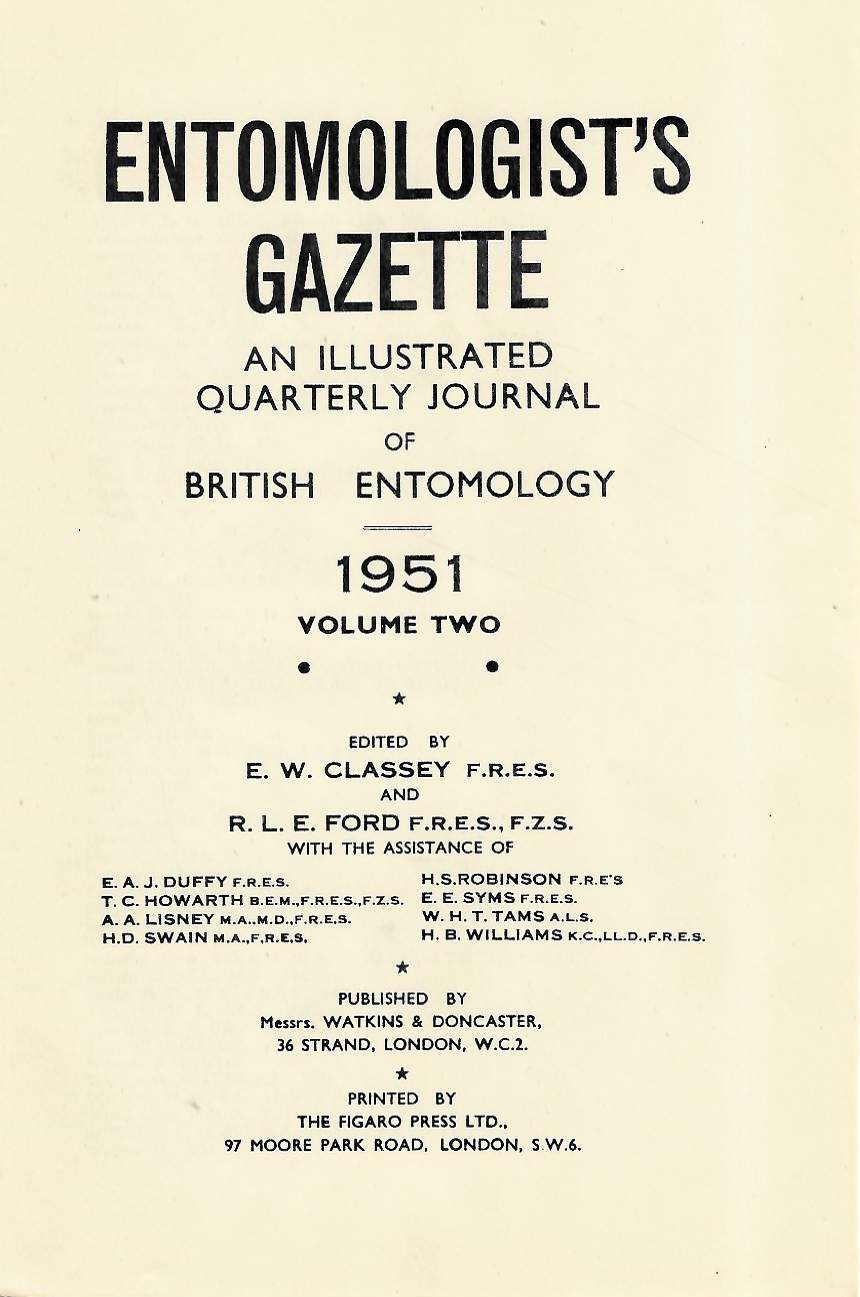 ENTOMOLOGIST'S
GAZETTE
AN ILLUSTRATED
QUARTERLY JOURNAL
OF
BRITISH ENTOMOLOGY
1951
VOLUME TWO
EDITED BY
E. W. CLASSEY F.R.E.S.
AND
R. L. E. FORD F.R.E.S., F.Z.S.
WITH THE ASSISTANCE OF
E. A. J. DUFFY F.R.E.S.
T. C. HOWARTH B.E.M.,F.R.E.S.,F.Z.S.
A. A. LISNEY M.A..M.D.,F.R.E.S.
H.D. SWAIN M.A.,F.R.E.S.
H.S.ROBINSON F.R.E'S
E. E. SYMS F.R.E.S.
W. H. T. TAMS A.L.S.
H. B. WILLIAMS K.C.,LL.D.,F.R.E.S.
PUBLISHED BY
Messrs. WATKINS & DONCASTER,
36 STRAND, LONDON, W.C.2.
PRINTED BY
THE FIGARO PRESS LTD.,
97 MOORE PARK ROAD, LONDON, S.W.6.